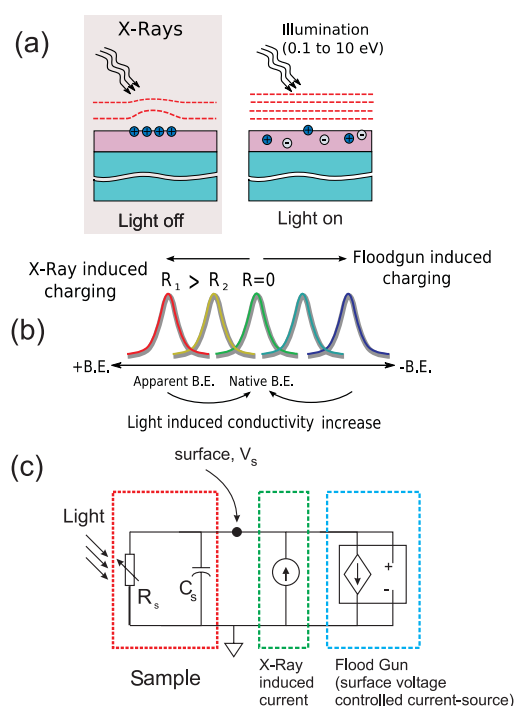 (a)
X-Rays
Illumination
(0.1 to 10 eV)
+ + + +
+ - + - + -
Light off
Light on
X-Ray induced
charging
Floodgun induced
charging
R1 > R2 R=0
(b)
+B.E.
-B.E.
Apparent B.E. Native B.E.
Light induced conductivity increase
(c)
surface, Vs
Light
Rs
Cs
+
-
Sample
X-Ray
induced
current
Flood Gun
(surface voltage
controlled current-source)